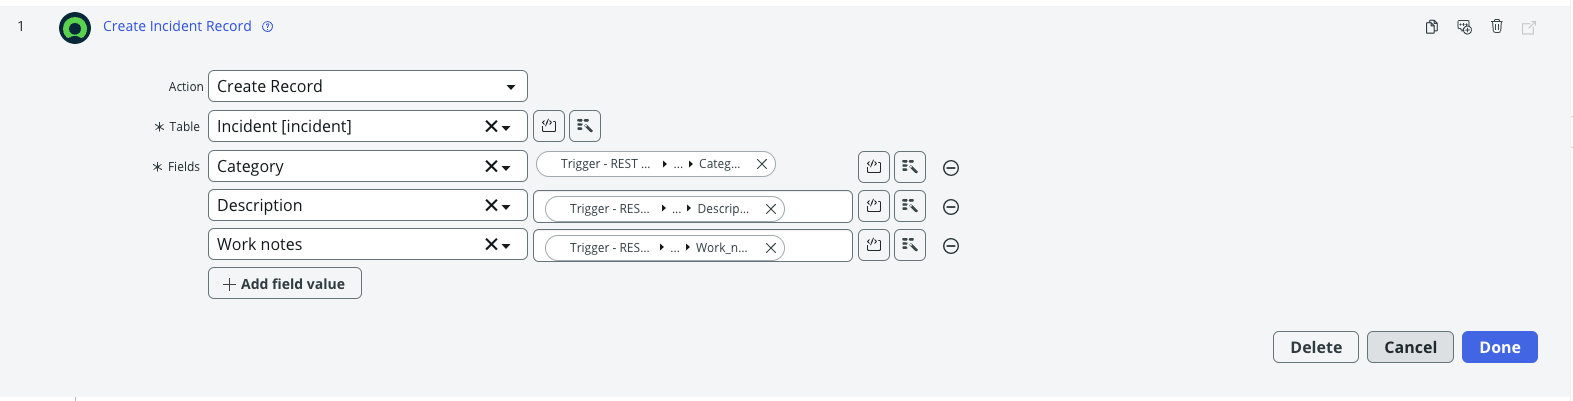 1 Create Incident Record
Action Create Record
* Table Incident [incident]
* Fields Category Trigger - REST ... ... Categ...
Description Trigger - RES... ... Descrip...
Work notes Trigger - RES... ... Work_n...
+ Add field value
Delete Cancel Done